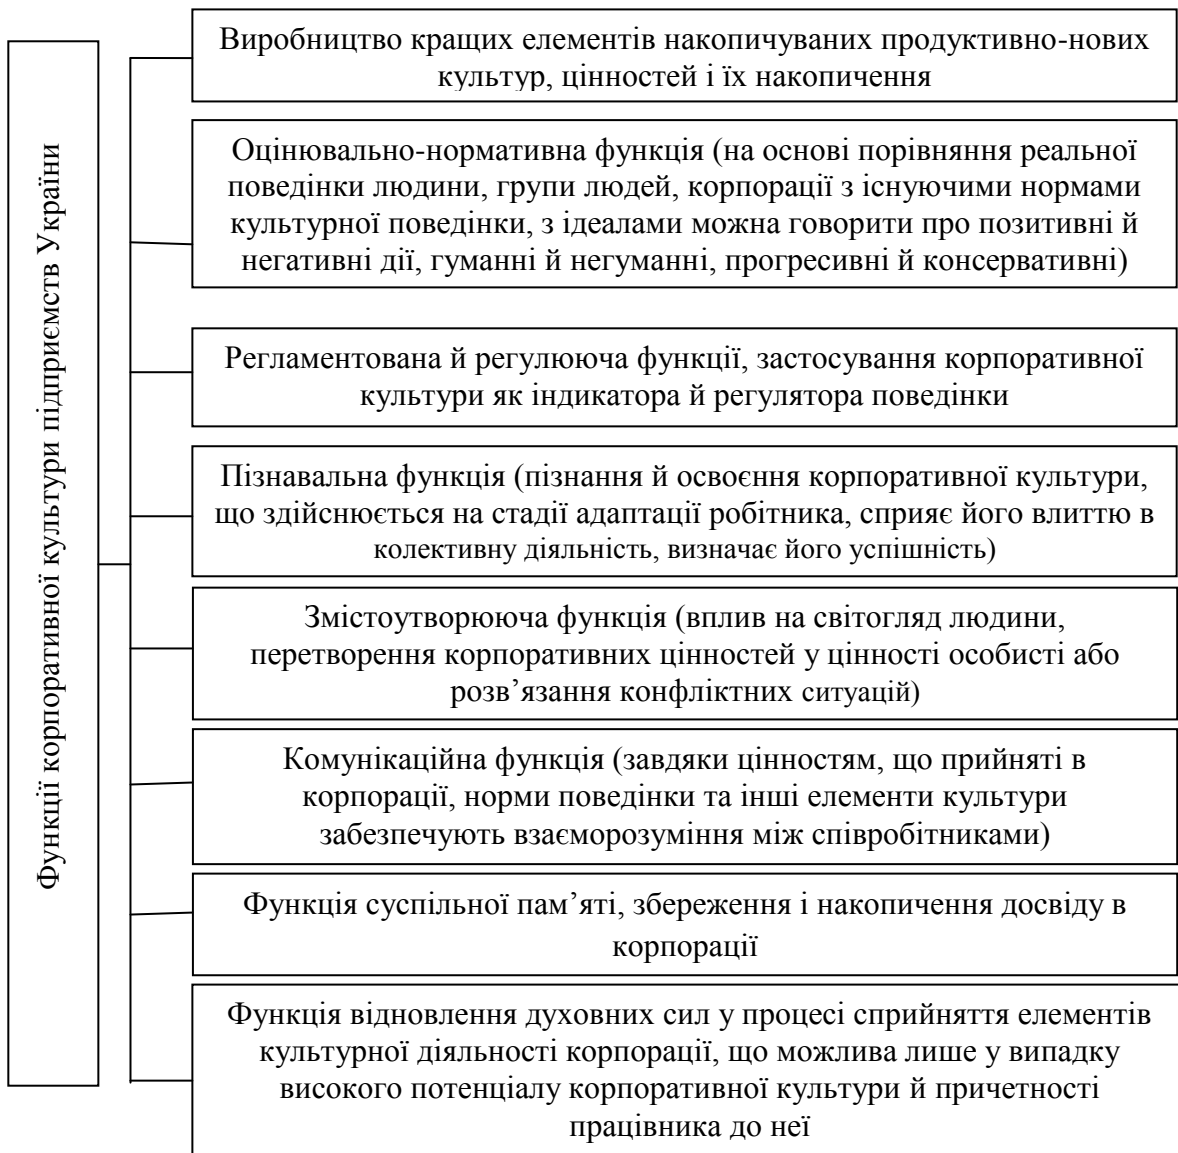 Функції корпоративної культури підприємств України
Виробництво кращих елементів накопичуваних продуктивно-нових
культур, цінностей і їх накопичення
Оцінювально-нормативна функція (на основі порівняння реальної
поведінки людини, групи людей, корпорації з існуючими нормами
культурної поведінки, з ідеалами можна говорити про позитивні й
негативні дії, гуманні й негуманні, прогресивні й консервативні)
Регламентована й регулююча функції, застосування корпоративної
культури як індикатора й регулятора поведінки
Пізнавальна функція (пізнання й освоєння корпоративної культури,
що здійснюється на стадії адаптації робітника, сприяє його влиттю в
колективну діяльність, визначає його успішність)
Змістоутворююча функція (вплив на світогляд людини,
перетворення корпоративних цінностей у цінності особисті або
розв’язання конфліктних ситуацій)
Комунікаційна функція (завдяки цінностям, що прийняті в
корпорації, норми поведінки та інші елементи культури
забезпечують взаєморозуміння між співробітниками)
Функція суспільної пам’яті, збереження і накопичення досвіду в
корпорації
Функція відновлення духовних сил у процесі сприйняття елементів
культурної діяльності корпорації, що можлива лише у випадку
високого потенціалу корпоративної культури й причетності
працівника до неї